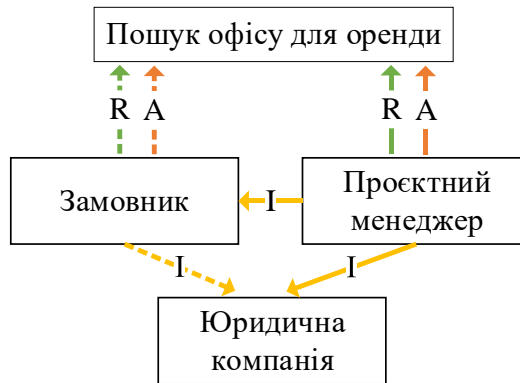 Пошук офісу для оренди
R A
R A
Замовник
I
Проєктний
менеджер
I
I
Юридична
компанія